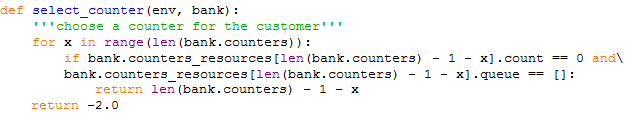 def select_counter(env, bank):
    '''choose a counter for the customer'''
    for x in range(len(bank.counters)):
        if bank.counters_resources[len(bank.counters) - 1 - x].count == 0 and\
        bank.counters_resources[len(bank.counters) - 1 - x].queue == []:
            return len(bank.counters) - 1 - x
    return -2.0